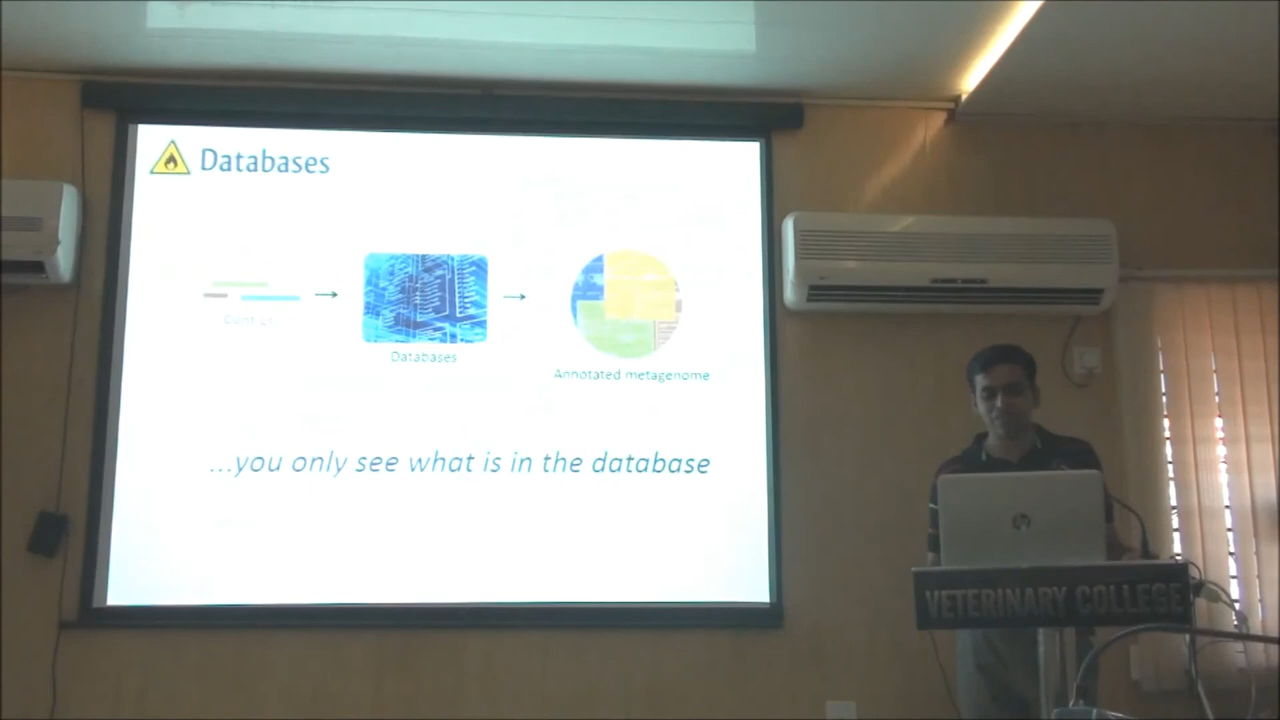 Databases
Databases
Annotated metagenome
...you only see what is in the database
VETERINARY COLLEGE